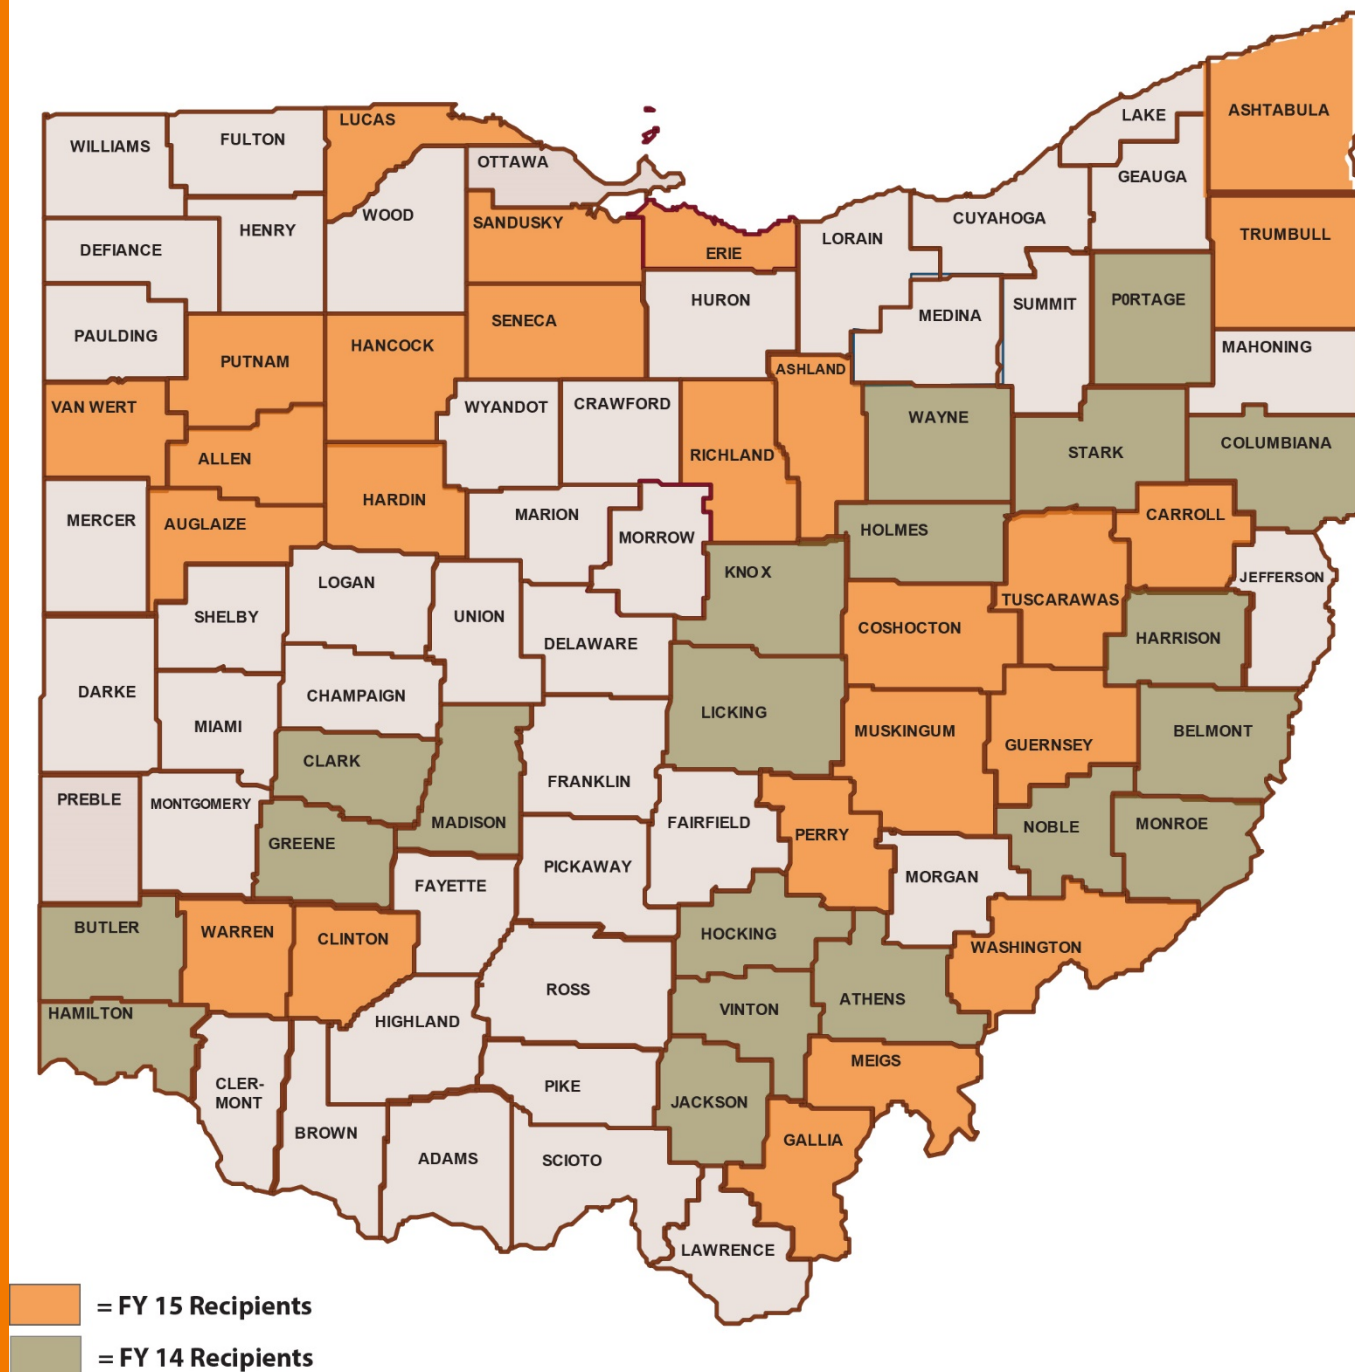 LAKE
ASHTABULA
LUCAS
FULTON
WILLIAMS
OTTAWA
GEAUGA
WOOD
CUYAHOGA
SANDUSKY
HENRY
TRUMBULL
LORAIN
DEFIANCE
ERIE
P0RTAGE
HURON
SUMMIT
MEDINA
SENECA
PAULDING
HANCOCK
MAHONING
PUTNAM
ASHLAND
VAN WERT
WYANDOT
CRAWFORD
WAYNE
COLUMBIANA
STARK
RICHLAND
ALLEN
HARDIN
MARION
CARROLL
MERCER
AUGLAIZE
HOLMES
MORROW
KNOX
JEFFERSON
LOGAN
TUSCARAWAS
SHELBY
UNION
COSHOCTON
HARRISON
DELAWARE
DARKE
CHAMPAIGN
LICKING
MIAMI
MUSKINGUM
BELMONT
GUERNSEY
CLARK
FRANKLIN
PREBLE
MONTGOMERY
MADISON
FAIRFIELD
MONROE
NOBLE
PERRY
GREENE
PICKAWAY
MORGAN
FAYETTE
BUTLER
WARREN
CLINTON
HOCKING
WASHINGTON
ROSS
ATHENS
VINTON
HAMILTON
HIGHLAND
MEIGS
CLER-
MONT
PIKE
JACKSON
BROWN
GALLIA
ADAMS
SCIOTO
LAWRENCE
= FY 15 Recipients
= FY 14 Recipients